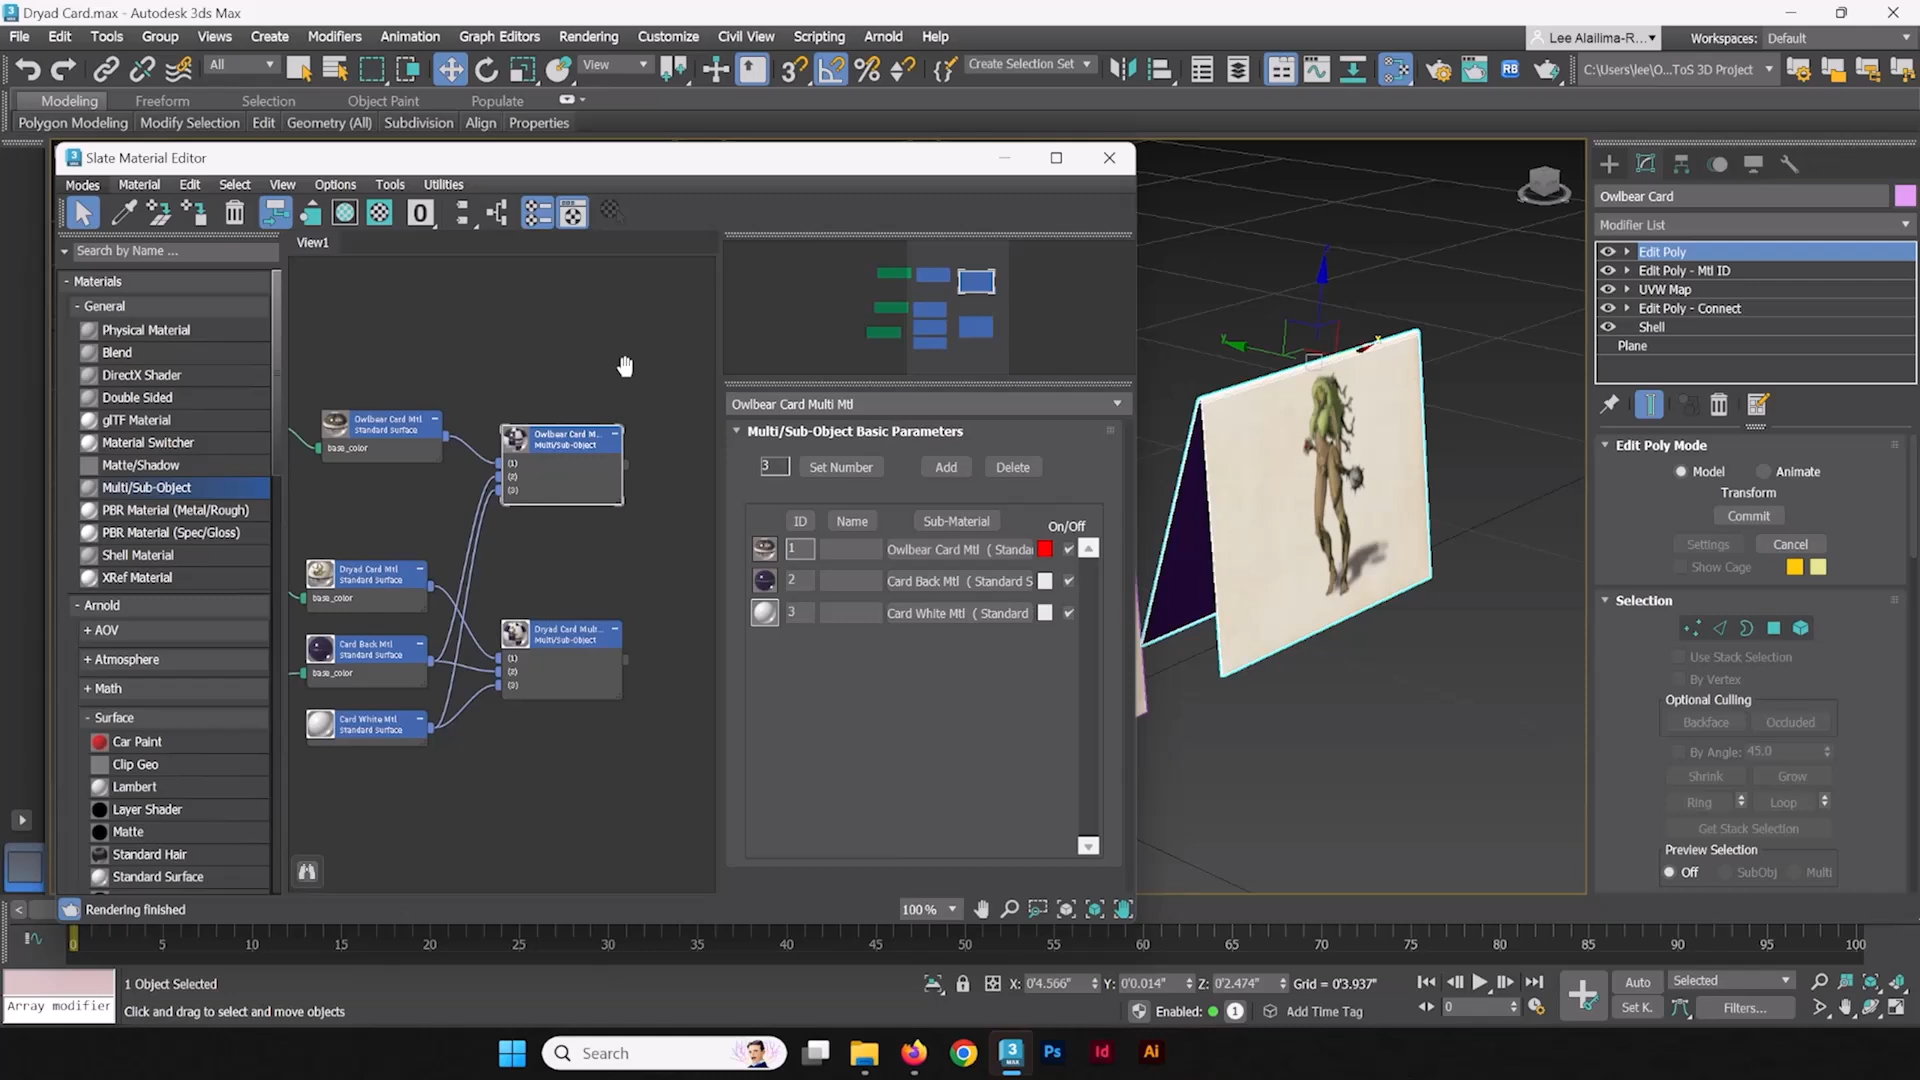 Dryad Card.max - Autodesk 3ds Max
File Edit Tools Group Views Create Modifiers Animation Graph Editors Rendering Customize Civil View Scripting Arnold Help
Lee Alailima-R... Workspaces: Default
All View Create Selection Set RB C:\Users\lee\O...ToS 3D Project
Modeling Freeform Selection Object Paint Populate
Polygon Modeling Modify Selection Edit Geometry (All) Subdivision Align Properties
Slate Material Editor
Modes Material Edit Select View Options Tools Utilities
Search by Name ...
View1
- Materials
- General
Physical Material
Blend
DirectX Shader
Double Sided
glTF Material
Material Switcher
Matte/Shadow
Multi/Sub-Object
PBR Material (Metal/Rough)
PBR Material (Spec/Gloss)
Shell Material
XRef Material
- Arnold
+ AOV
+ Atmosphere
+ Math
- Surface
Car Paint
Clip Geo
Lambert
Layer Shader
Matte
Standard Hair
Standard Surface
Owlbear Card Mtl
Standard Surface
base_color
Owlbear Card M...
Multi/Sub-Object
(1)
(2)
(3)
Dryad Card Mtl
Standard Surface
base_color
Card Back Mtl
Standard Surface
base_color
Card White Mtl
Standard Surface
Dryad Card Mult...
Multi/Sub-Object
(1)
(2)
(3)
Owlbear Card Multi Mtl
Multi/Sub-Object Basic Parameters
3 Set Number Add Delete
ID Name Sub-Material On/Off
1 Owlbear Card Mtl ( Standar
2 Card Back Mtl ( Standard S
3 Card White Mtl ( Standard
Rendering finished
100%
Owlbear Card
Modifier List
Edit Poly
Edit Poly - Mtl ID
UVW Map
Edit Poly - Connect
Shell
Plane
Edit Poly Mode
Model Animate
Transform
Commit
Settings Cancel
Show Cage
Selection
Use Stack Selection
By Vertex
Optional Culling
Backface Occluded
By Angle: 45.0
Shrink Grow
Ring Loop
Get Stack Selection
Preview Selection
Off SubObj Multi
0 5 10 15 20 25 30 35 40 45 50 55 60 65 70 75 80 85 90 95 100
Array modifier
1 Object Selected
Click and drag to select and move objects
X: 0'4.566" Y: 0'0.014" Z: 0'2.474" Grid = 0'3.937"
Enabled: 1 Add Time Tag
0
Auto Selected
Set K. Filters...
Search
3 MAX Ps Id Ai